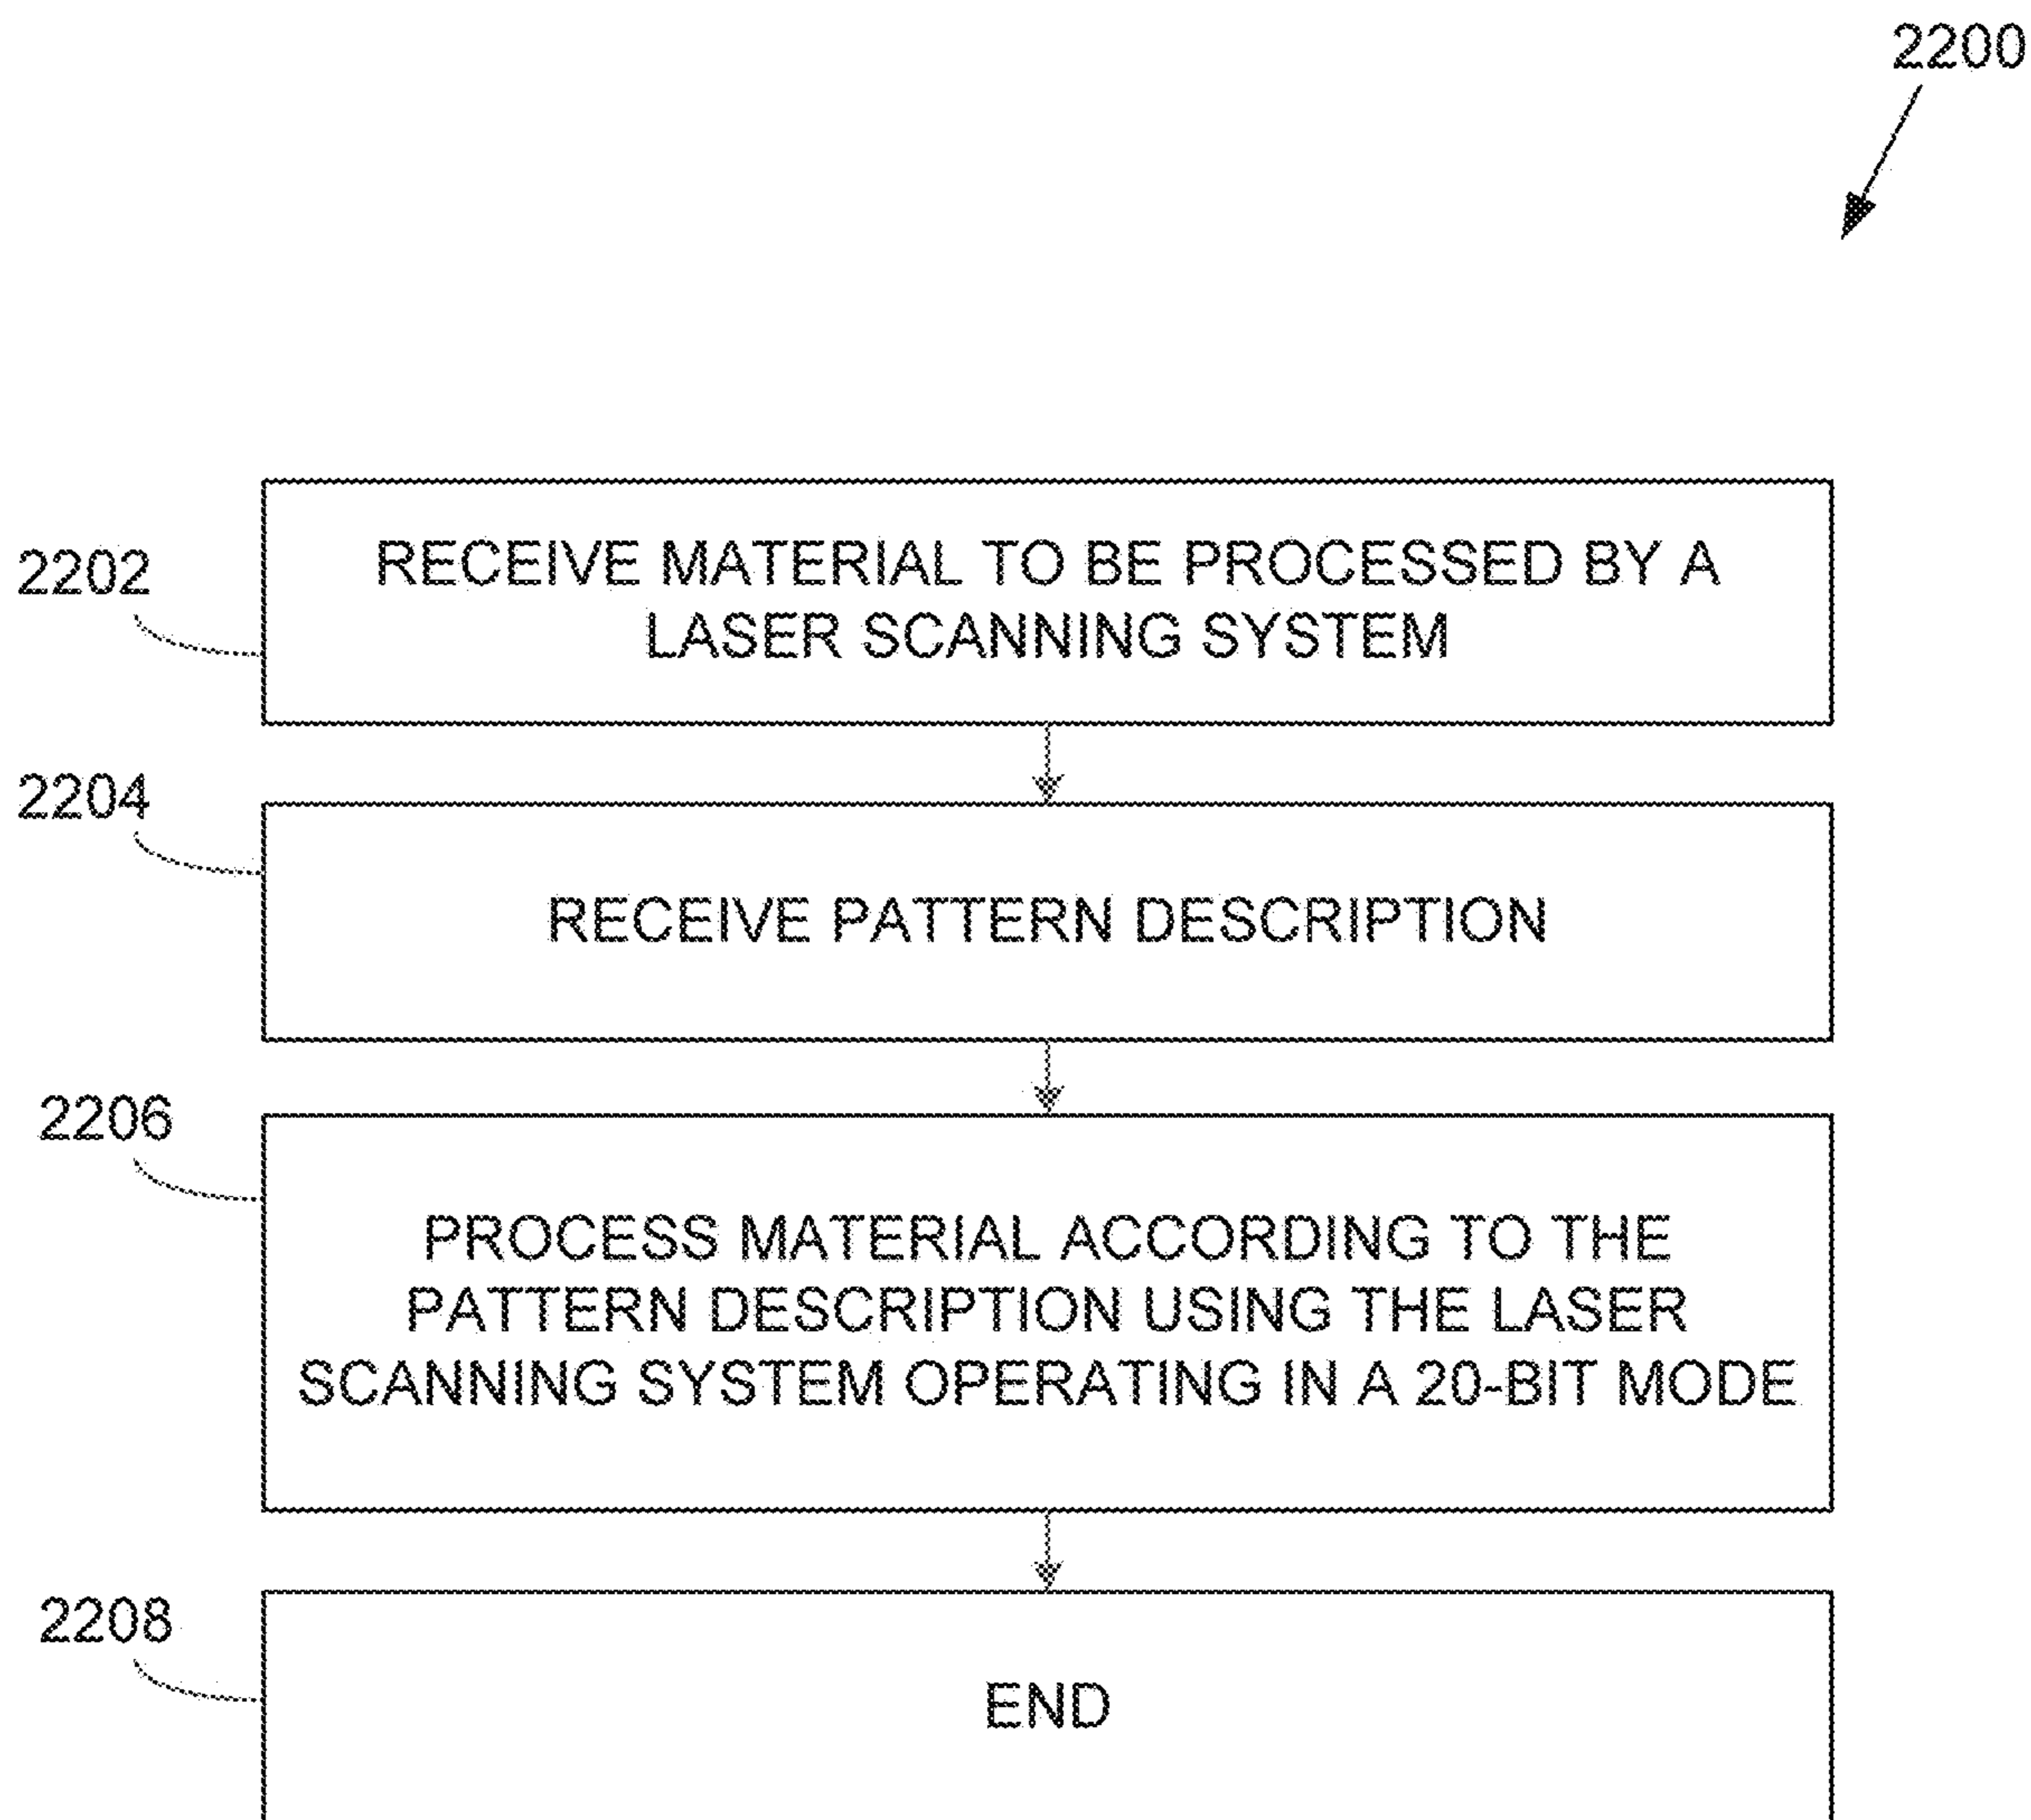 2200
2202
RECEIVE MATERIAL TO BE PROCESSED BY A
LASER SCANNING SYSTEM
2204
RECEIVE PATTERN DESCRIPTION
2206
PROCESS MATERIAL ACCORDING TO THE
PATTERN DESCRIPTION USING THE LASER
SCANNING SYSTEM OPERATING IN A 20-BIT MODE
2208
END